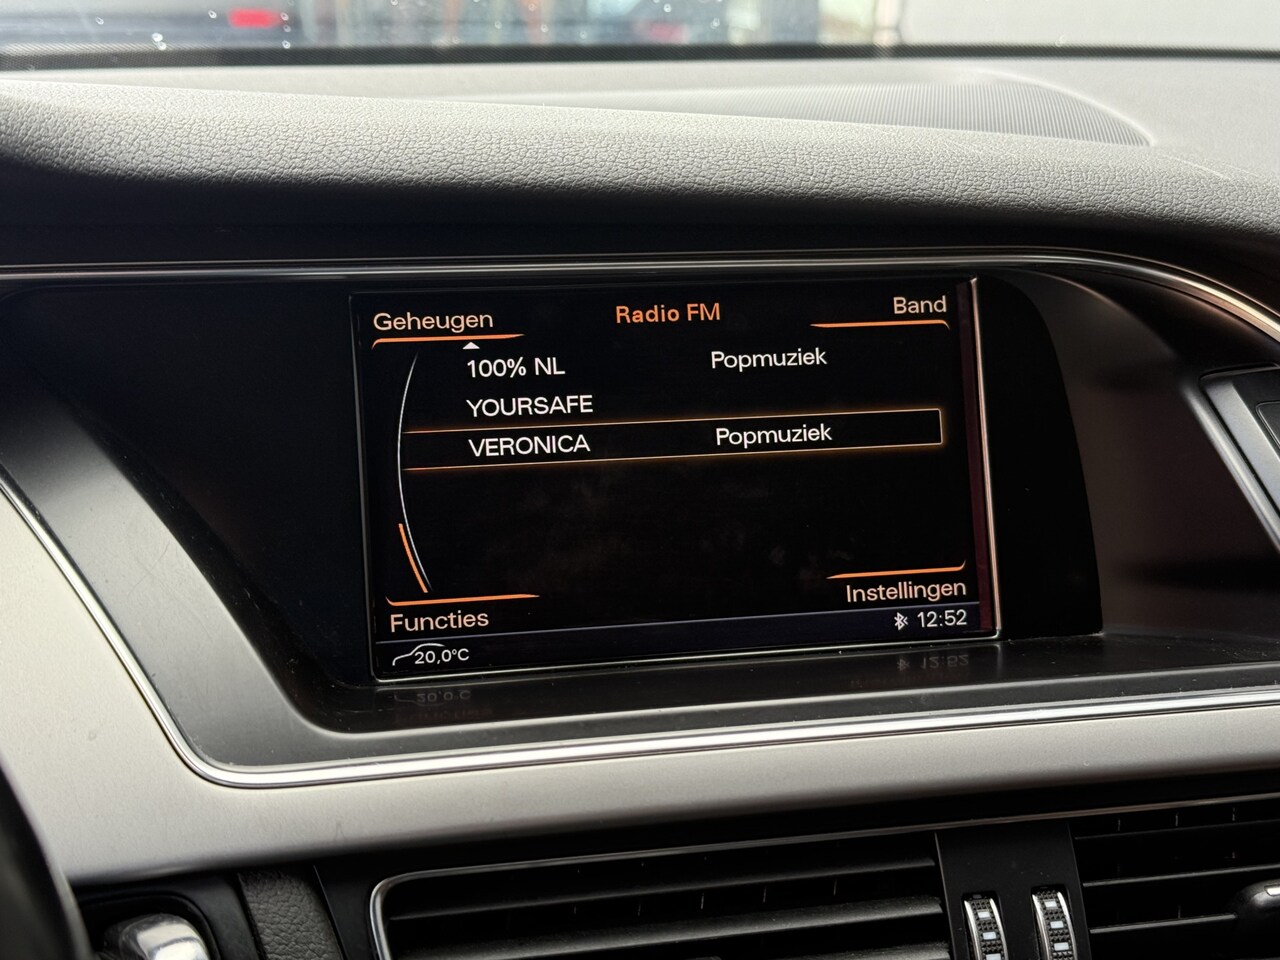 Geheugen Radio FM Band
100% NL Popmuziek
YOURSAFE
VERONICA Popmuziek
Functies Instellingen
20,0°C 12:52